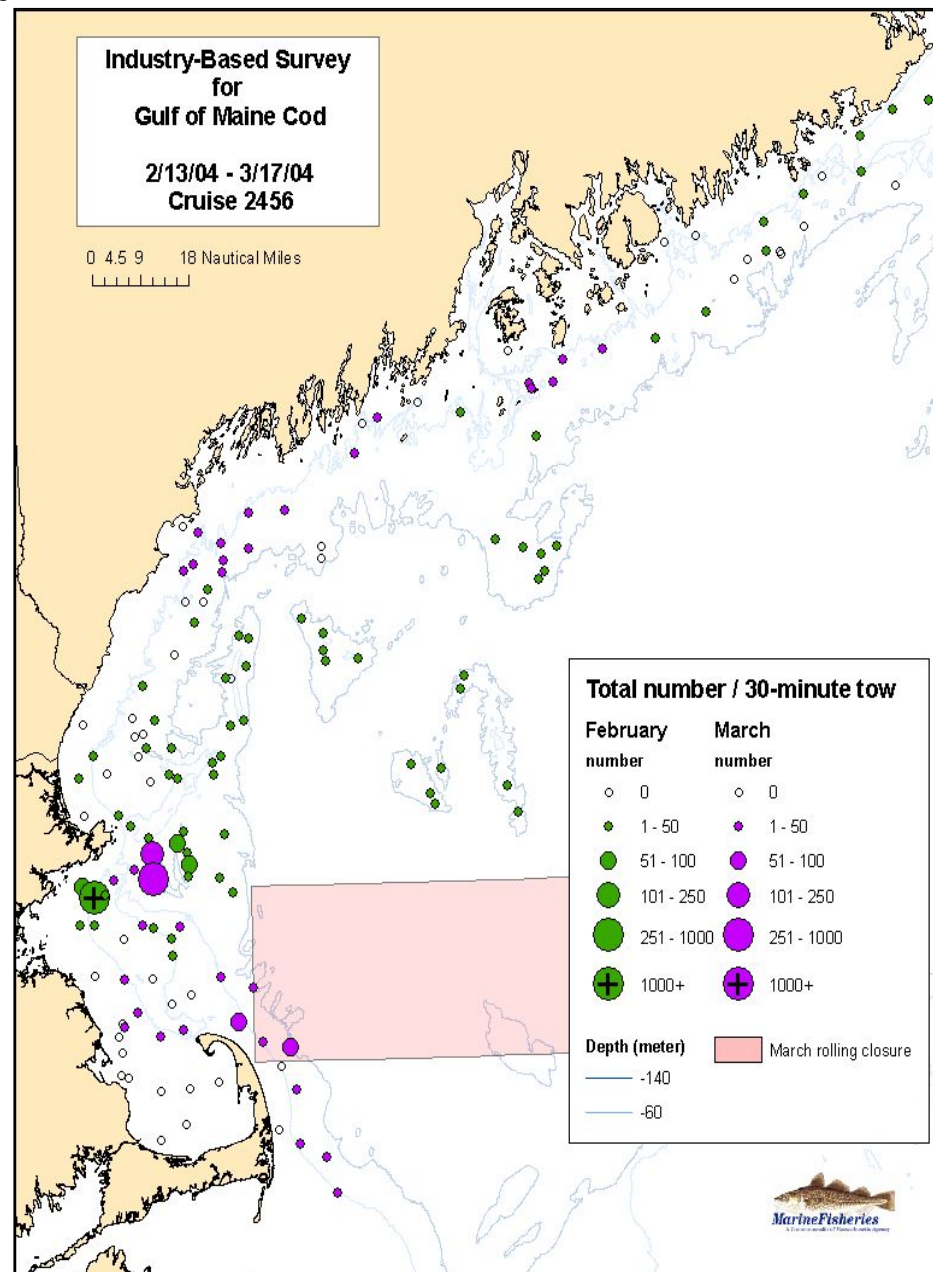 Industry-Based Survey
for
Gulf of Maine Cod
2/13/04 - 3/17/04
Cruise 2456
0 4.5 9 18 Nautical Miles
Total number / 30-minute tow
February March
number number
0 0
1 - 50 1 - 50
51 - 100 51 - 100
101 - 250 101 - 250
251 - 1000 251 - 1000
1000+ 1000+
Depth (meter) March rolling closure
-140
-60
MarineFisheries